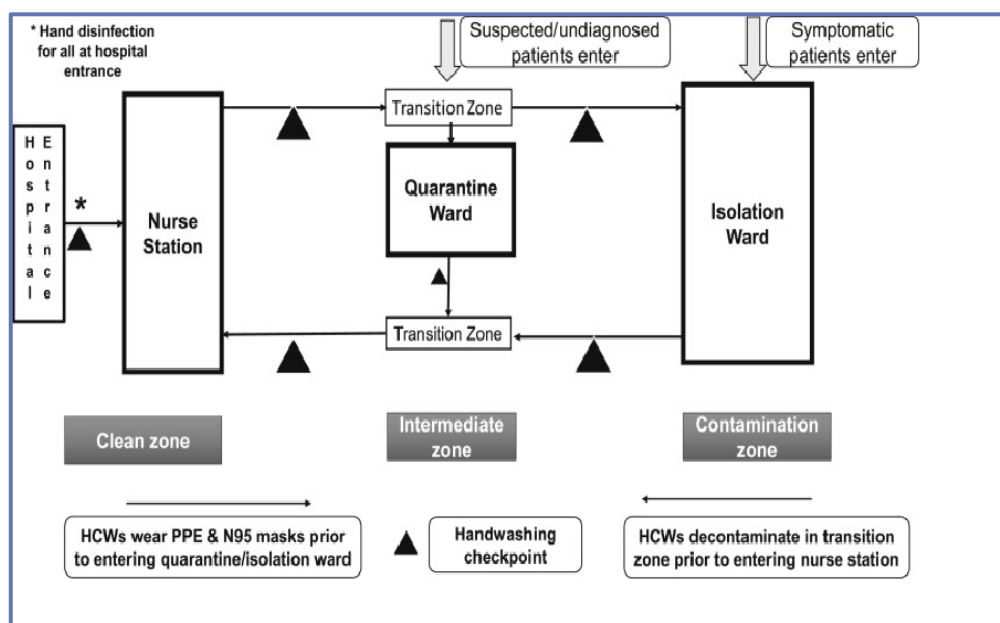 * Hand disinfection
for all at hospital
entrance
Suspected/undiagnosed
patients enter
Symptomatic
patients enter
Hospital
Entrance
*
Nurse
Station
Transition Zone
Quarantine
Ward
Transition Zone
Isolation
Ward
Clean zone
Intermediate
zone
Contamination
zone
HCWs wear PPE & N95 masks prior
to entering quarantine/isolation ward
Handwashing
checkpoint
HCWs decontaminate in transition
zone prior to entering nurse station